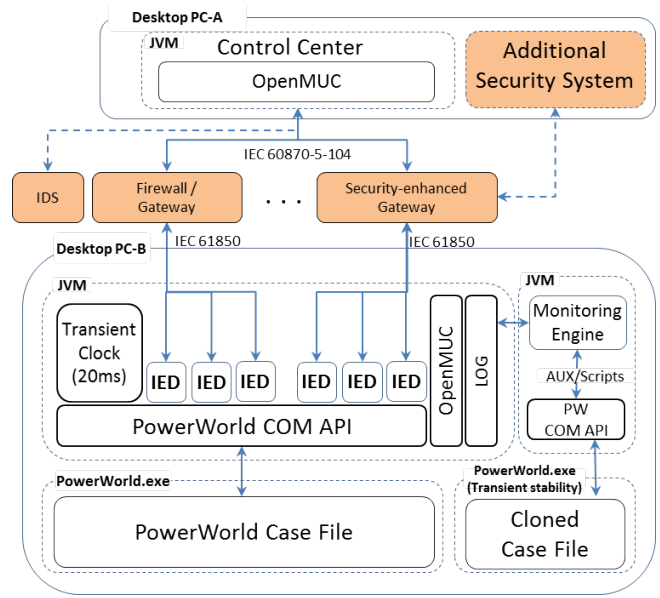 Desktop PC-A
JVM
Control Center
OpenMUC
Additional
Security System
IEC 60870-5-104
IDS
Firewall /
Gateway
. . .
Security-enhanced
Gateway
IEC 61850
IEC 61850
Desktop PC-B
JVM
JVM
Transient
Clock
(20ms)
IED
IED
IED
IED
IED
IED
OpenMUC
LOG
Monitoring
Engine
AUX/Scripts
PW
COM API
PowerWorld COM API
PowerWorld.exe
PowerWorld Case File
PowerWorld.exe
(Transient stability)
Cloned
Case File